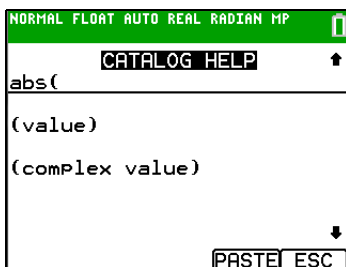 NORMAL FLOAT AUTO REAL RADIAN MP
CATALOG HELP
abs(
(value)
(complex value)
PASTE ESC